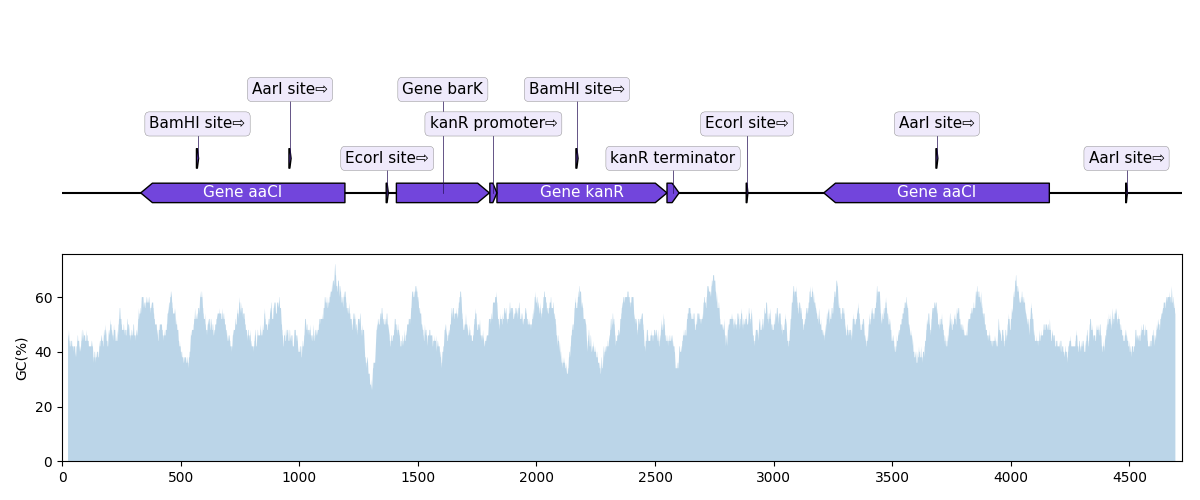 AarI site⇨
Gene barK
BamHI site⇨
BamHI site⇨
kanR promoter⇨
EcorI site⇨
AarI site⇨
EcorI site⇨
kanR terminator
AarI site⇨
Gene aaCI
Gene kanR
Gene aaCI
GC(%)
60
40
20
0
0
500
1000
1500
2000
2500
3000
3500
4000
4500